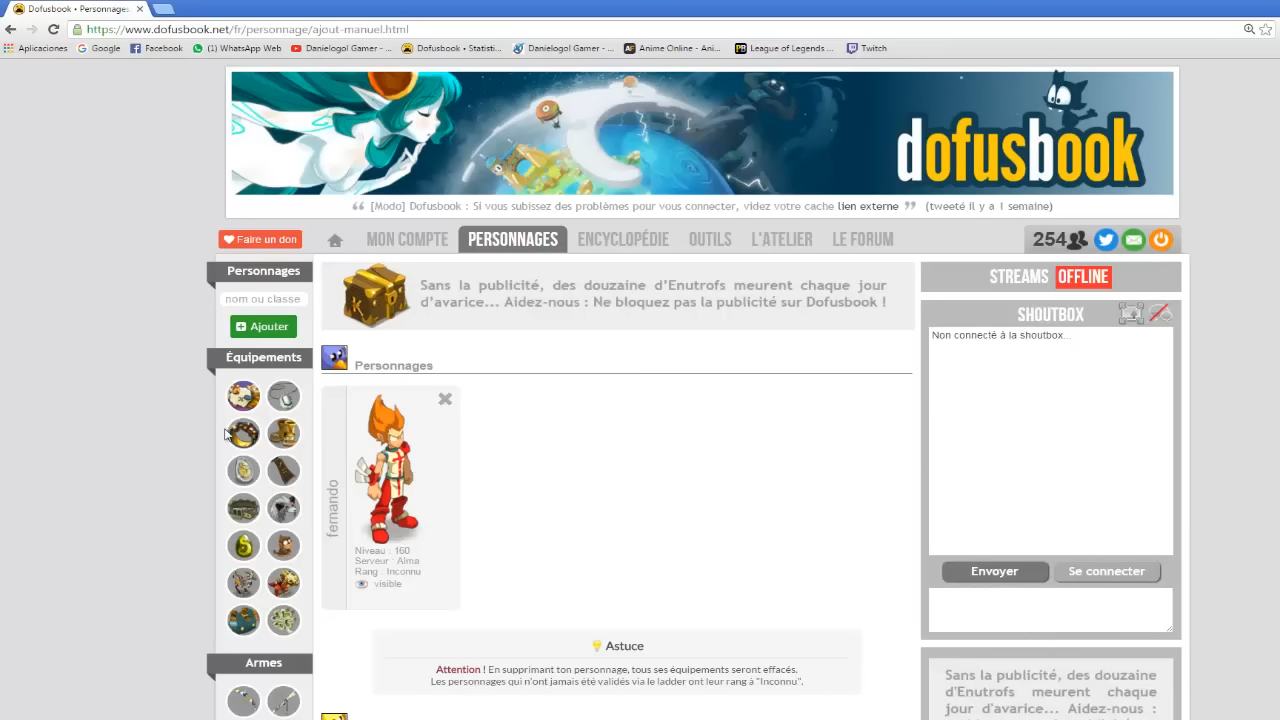 Dofusbook • Personnages
https://www.dofusbook.net/fr/personnage/ajout-manuel.html
Aplicaciones Google Facebook (1) WhatsApp Web Danielogol Gamer - ... Dofusbook • Statisti... Danielogol Gamer - ... Anime Online - Ani... League of Legends ... Twitch
dofusbook
[Modo] Dofusbook : Si vous subissez des problèmes pour vous connecter, videz votre cache lien externe (tweeté il y a 1 semaine)
Faire un don
MON COMPTE PERSONNAGES ENCYCLOPÉDIE OUTILS L'ATELIER LE FORUM
254
Personnages
nom ou classe
Ajouter
Équipements
Armes
Sans la publicité, des douzaine d'Enutrofs meurent chaque jour
d'avarice... Aidez-nous : Ne bloquez pas la publicité sur Dofusbook !
Personnages
fernando
Niveau : 160
Serveur : Alma
Rang : Inconnu
visible
Astuce
Attention ! En supprimant ton personnage, tous ses équipements seront effacés.
Les personnages qui n'ont jamais été validés via le ladder ont leur rang à "Inconnu".
STREAMS OFFLINE
SHOUTBOX
Non connecté à la shoutbox...
Envoyer
Se connecter
Sans la publicité, des douzaine
d'Enutrofs meurent chaque
jour d'avarice... Aidez-nous :